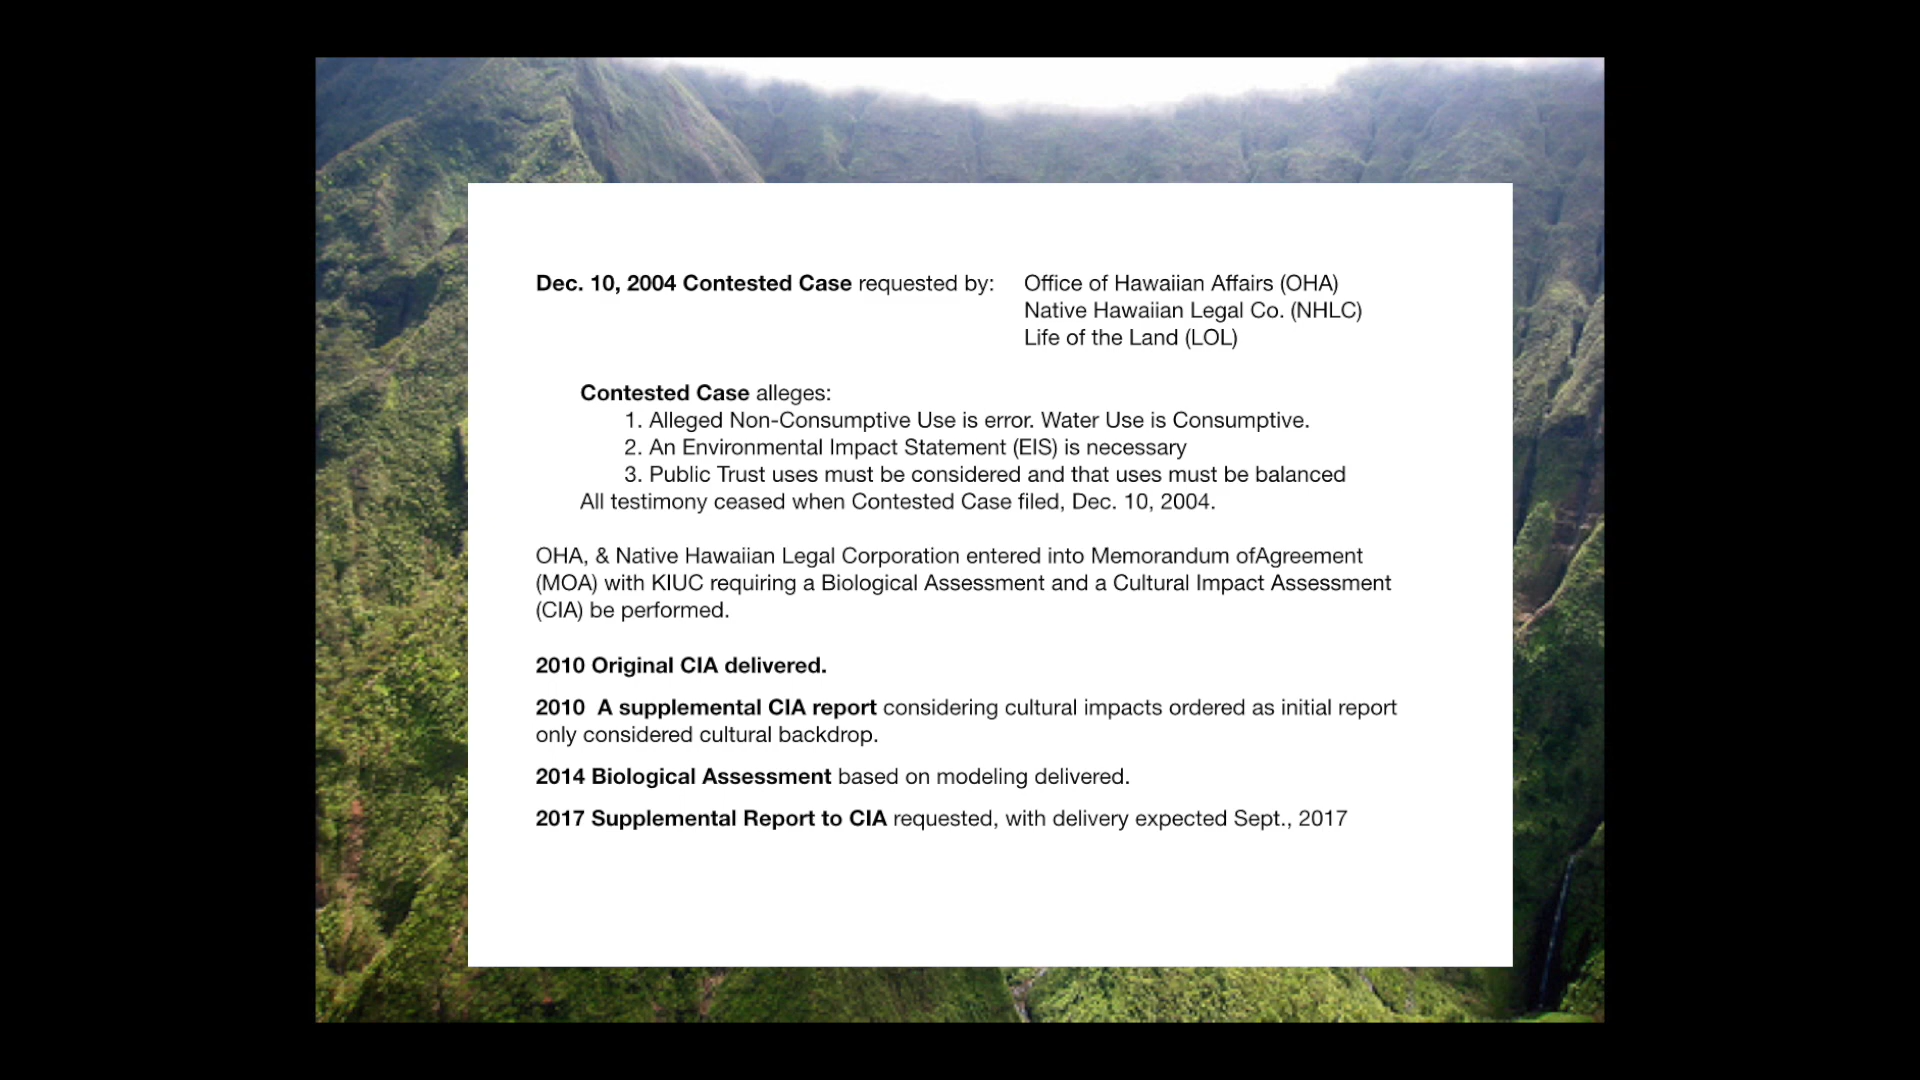 Dec. 10, 2004 Contested Case requested by: Office of Hawaiian Affairs (OHA)
Native Hawaiian Legal Co. (NHLC)
Life of the Land (LOL)
Contested Case alleges:
1. Alleged Non-Consumptive Use is error. Water Use is Consumptive.
2. An Environmental Impact Statement (EIS) is necessary
3. Public Trust uses must be considered and that uses must be balanced
All testimony ceased when Contested Case filed, Dec. 10, 2004.
OHA, & Native Hawaiian Legal Corporation entered into Memorandum ofAgreement
(MOA) with KIUC requiring a Biological Assessment and a Cultural Impact Assessment
(CIA) be performed.
2010 Original CIA delivered.
2010 A supplemental CIA report considering cultural impacts ordered as initial report
only considered cultural backdrop.
2014 Biological Assessment based on modeling delivered.
2017 Supplemental Report to CIA requested, with delivery expected Sept., 2017